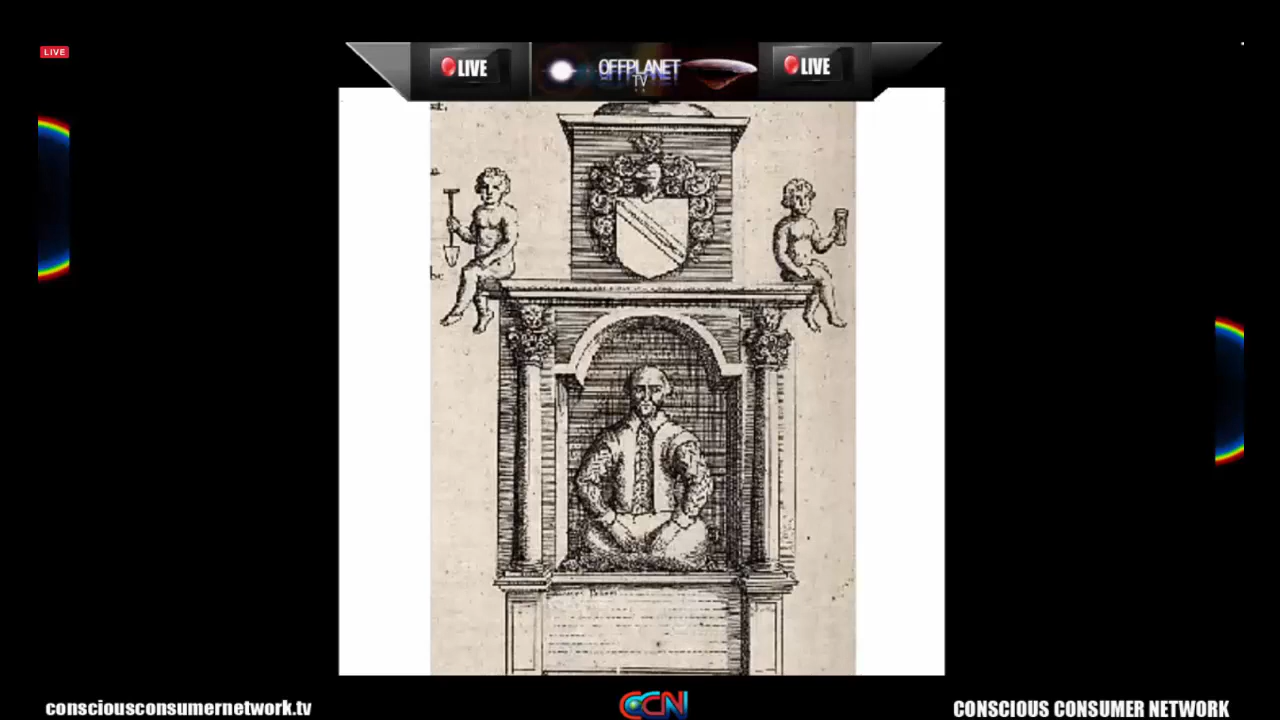 LIVE
LIVE
OFFPLANET
TV
LIVE
consciousconsumernetwork.tv
CCN
CONSCIOUS CONSUMER NETWORK